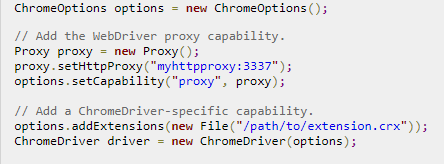 ChromeOptions options = new ChromeOptions();
// Add the WebDriver proxy capability.
Proxy proxy = new Proxy();
proxy.setHttpProxy("myhttpproxy:3337");
options.setCapability("proxy", proxy);
// Add a ChromeDriver-specific capability.
options.addExtensions(new File("/path/to/extension.crx"));
ChromeDriver driver = new ChromeDriver(options);